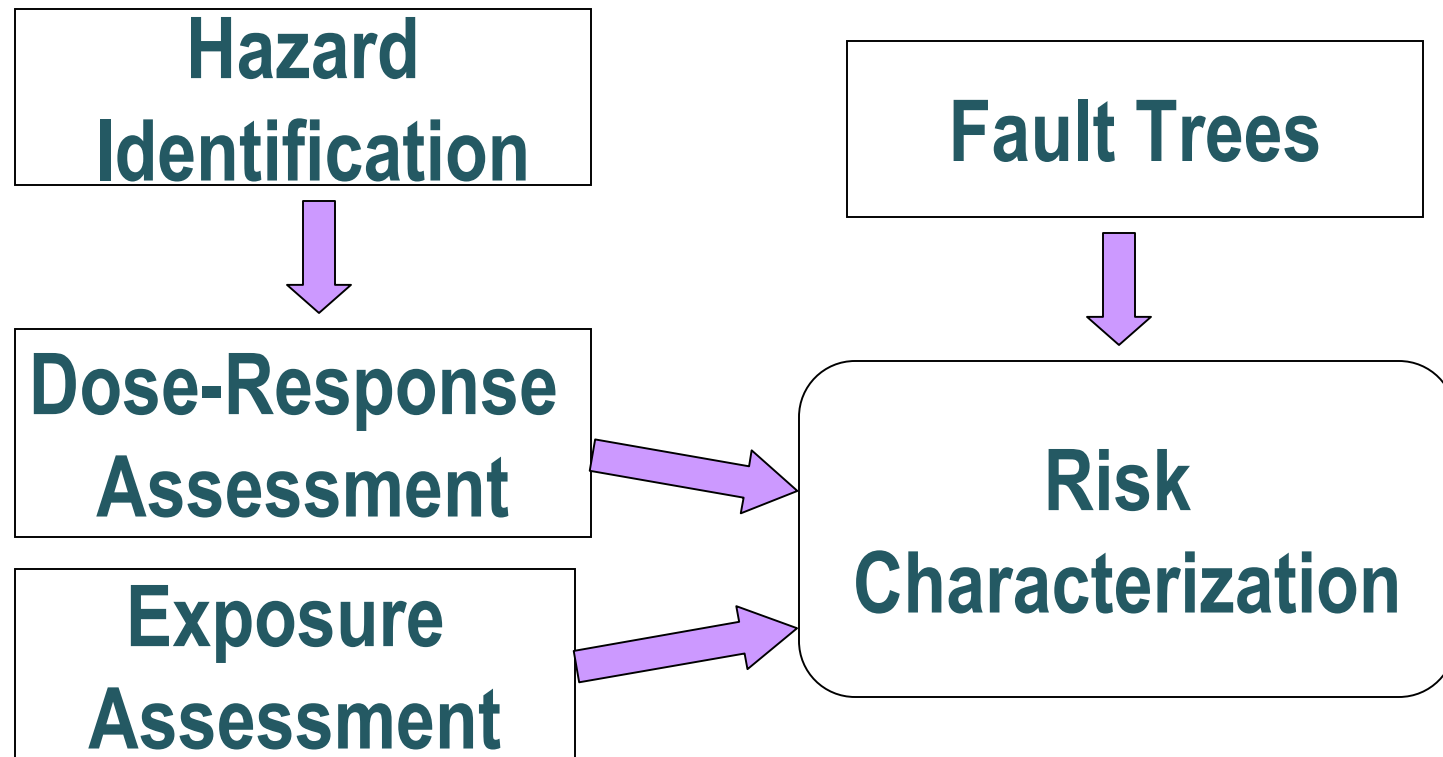 Hazard
Identification
Fault Trees
Dose-Response
Assessment
Risk
Characterization
Exposure
Assessment